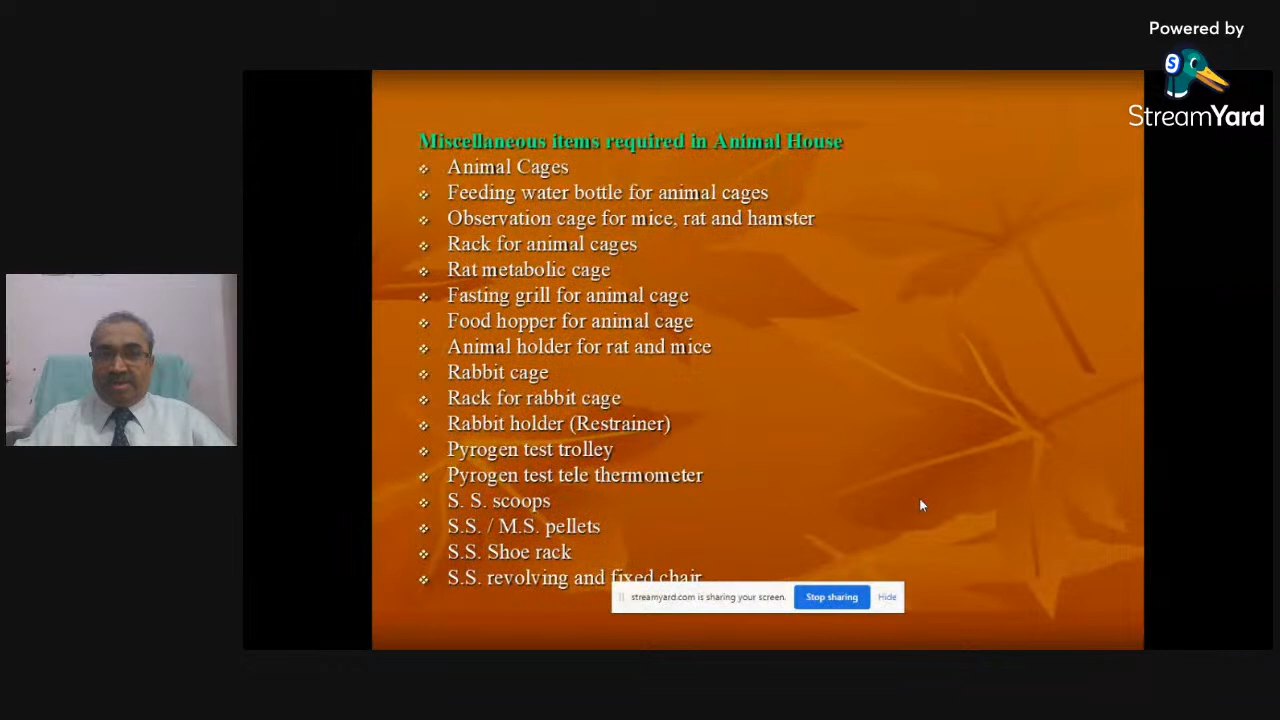 Powered by
StreamYard
Miscellaneous items required in Animal House
Animal Cages
Feeding water bottle for animal cages
Observation cage for mice, rat and hamster
Rack for animal cages
Rat metabolic cage
Fasting grill for animal cage
Food hopper for animal cage
Animal holder for rat and mice
Rabbit cage
Rack for rabbit cage
Rabbit holder (Restrainer)
Pyrogen test trolley
Pyrogen test tele thermometer
S. S. scoops
S.S. / M.S. pellets
S.S. Shoe rack
S.S. revolving and fixed chair
streamyard.com is sharing your screen. Stop sharing Hide